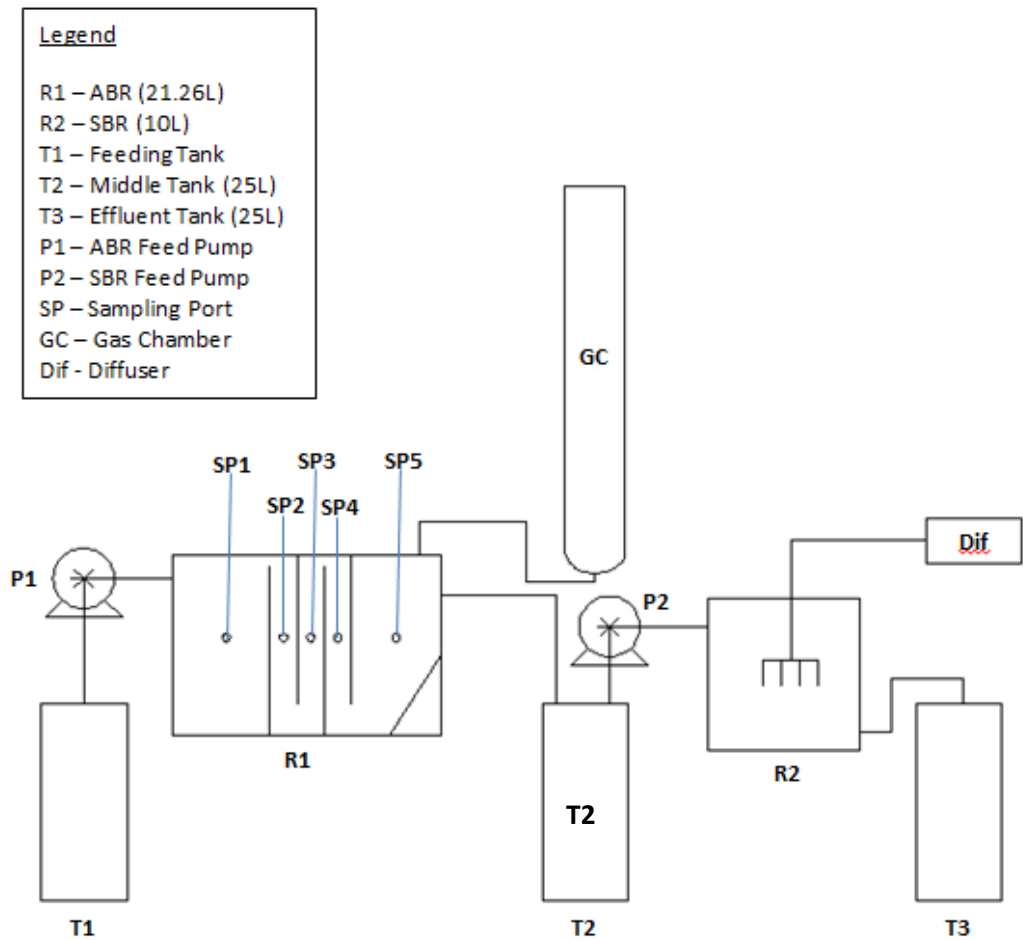 Legend
R1 – ABR (21.26L)
R2 – SBR (10L)
T1 – Feeding Tank
T2 – Middle Tank (25L)
T3 – Effluent Tank (25L)
P1 – ABR Feed Pump
P2 – SBR Feed Pump
SP – Sampling Port
GC – Gas Chamber
Dif - Diffuser
GC
SP1
SP3
SP5
SP2
SP4
Dif
P1
P2
R1
R2
T2
T1
T2
T3